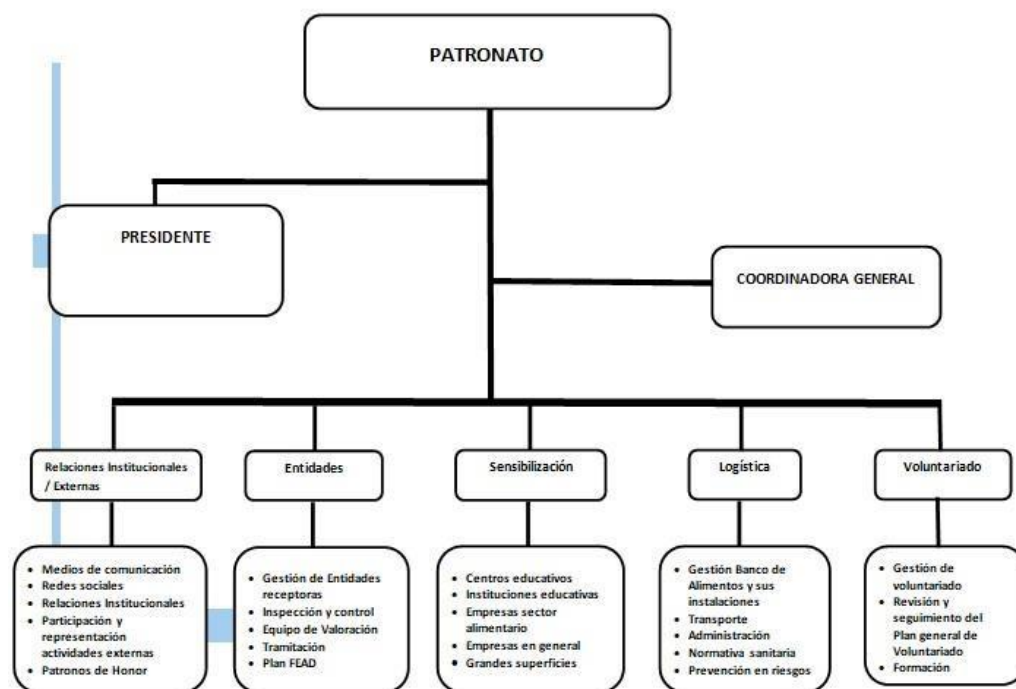 PATRONATO
PRESIDENTE
COORDINADORA GENERAL
Relaciones Institucionales
/ Externas
Entidades
Sensibilización
Logística
Voluntariado
• Medios de comunicación
• Redes sociales
• Relaciones Institucionales
• Participación y
representación
actividades externas
• Patronos de Honor
• Gestión de Entidades
receptoras
• Inspección y control
• Equipo de Valoración
• Tramitación
• Plan FEAD
• Centros educativos
• Instituciones educativas
• Empresas sector
alimentario
• Empresas en general
• Grandes superficies
• Gestión Banco de
Alimentos y sus
instalaciones
• Transporte
• Administración
• Normativa sanitaria
• Prevención en riesgos
• Gestión de
voluntariado
• Revisión y
seguimiento del
Plan general de
Voluntariado
• Formación